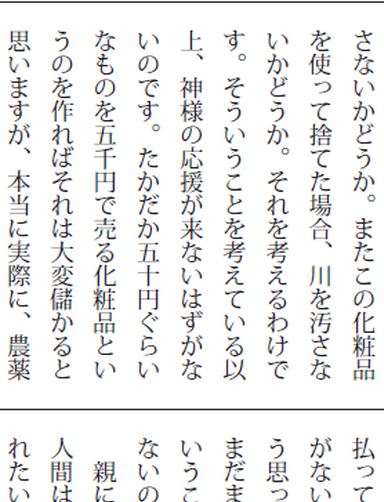 さないかどうか。またこの化粧品
を使って捨てた場合、川を汚さな
いかどうか。それを考えるわけで
す。そういうことを考えている以
上、神様の応援が来ないはずがな
いのです。たかだか五十円ぐらい
なものを五千円で売る化粧品とい
うのを作ればそれは大変儲かると
思いますが、本当に実際に、農薬
払って
がない
う思っ
まだま
いうこ
ないの
親に
人間は
れたい